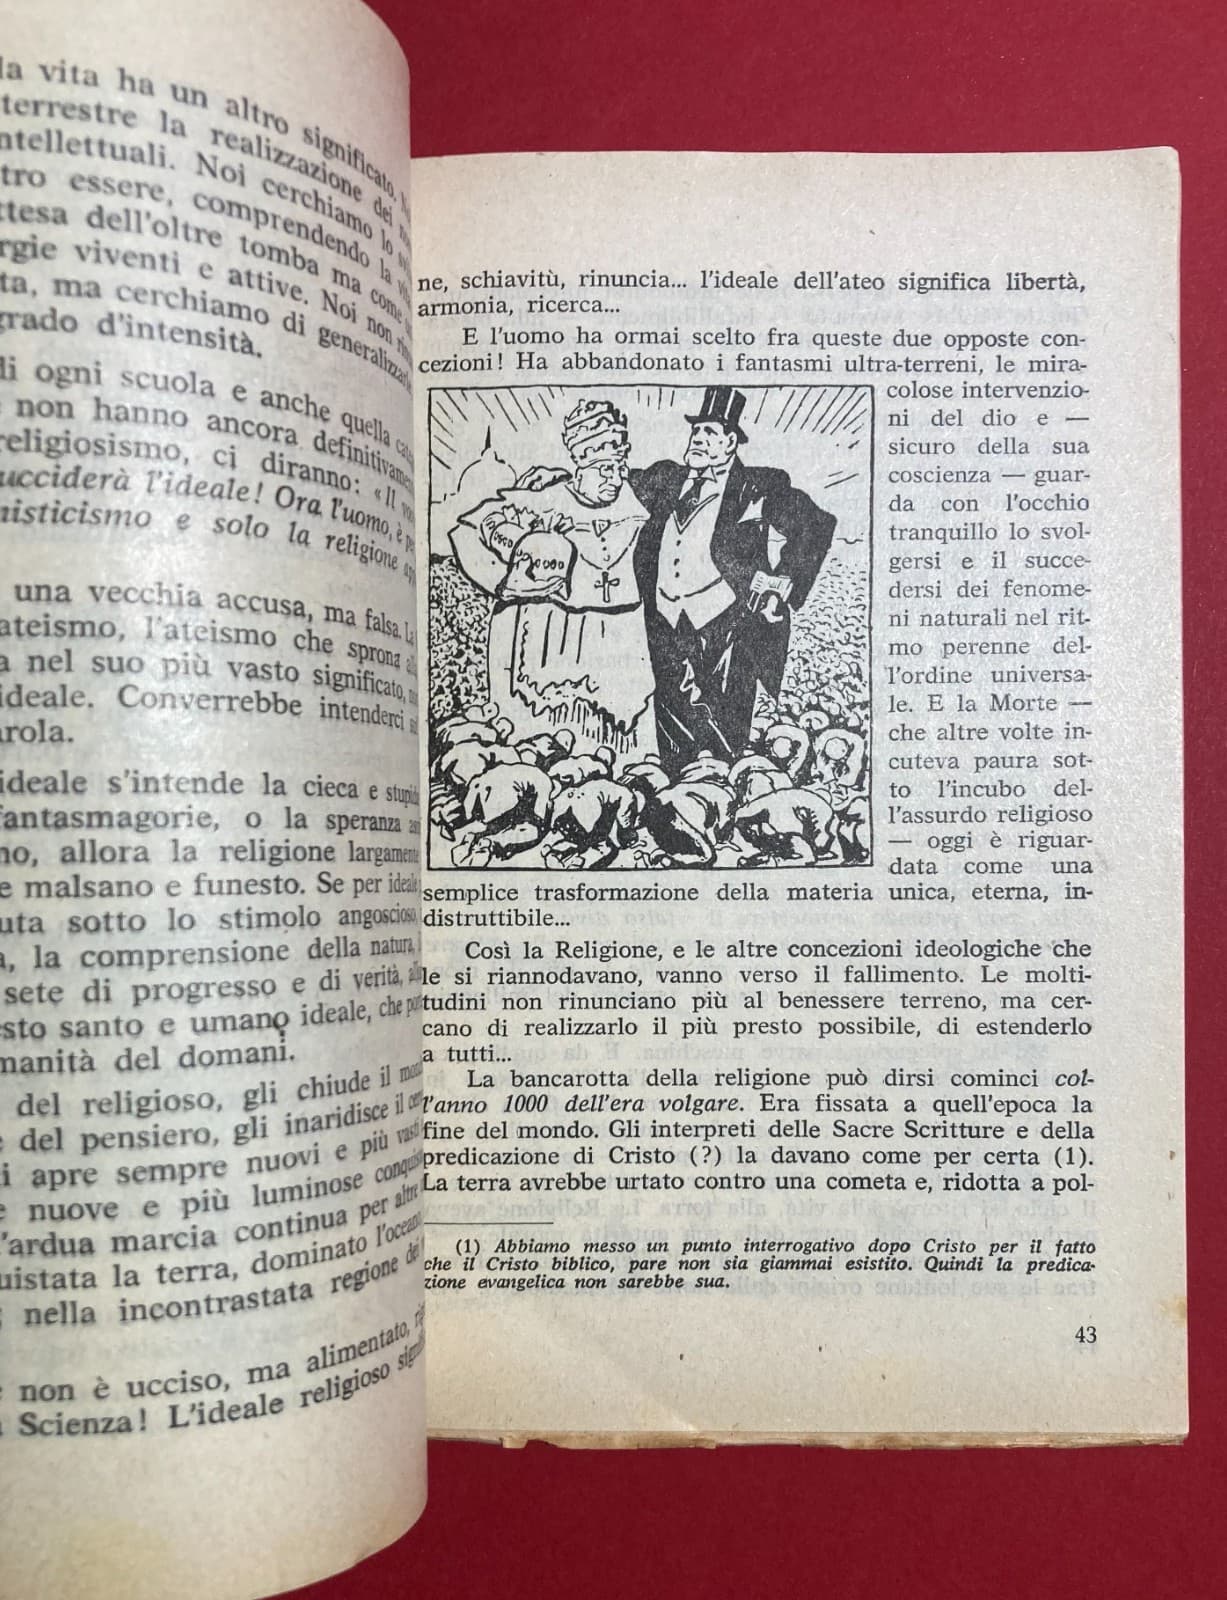 la vita ha un altro significato.
terrestre la realizzazione dei
ntellettuali. Noi cerchiamo lo
tro essere, comprendendo la
ttesa dell'oltre tomba ma come
rgie viventi e attive. Noi non
ta, ma cerchiamo di generalizzarle
grado d'intensità.
di ogni scuola e anche quella
e non hanno ancora definitivamen
religiosismo, ci diranno: «Il
ucciderà l'ideale! Ora l'uomo, è
misticismo e solo la religione
una vecchia accusa, ma falsa. La
ateismo, l'ateismo che sprona
a nel suo più vasto significato,
ideale. Converrebbe intenderci
arola.
ideale s'intende la cieca e stupida
fantasmagorie, o la speranza
no, allora la religione largamente
e malsano e funesto. Se per ideale
uta sotto lo stimolo angoscioso,
a, la comprensione della natura,
sete di progresso e di verità,
esto santo e umano ideale, che
manità del domani.
del religioso, gli chiude il
e del pensiero, gli inaridisce il
i apre sempre nuovi e più vasti
e nuove e più luminose
l'ardua marcia continua per altre
uistata la terra, dominato l'oceano
nella incontrastata regione dei
e non è ucciso, ma alimentato,
a Scienza! L'ideale religioso
ne, schiavitù, rinuncia... l'ideale dell'ateo significa libertà,
armonia, ricerca...
E l'uomo ha ormai scelto fra queste due opposte con-
cezioni! Ha abbandonato i fantasmi ultra-terreni, le mira-
colose intervenzio-
ni del dio e —
sicuro della sua
coscienza — guar-
da con l'occhio
tranquillo lo svol-
gersi e il succe-
dersi dei fenome-
ni naturali nel rit-
mo perenne del-
l'ordine universa-
le. E la Morte —
che altre volte in-
cuteva paura sot-
to l'incubo del-
l'assurdo religioso
— oggi è riguar-
data come una
semplice trasformazione della materia unica, eterna, in-
distruttibile...
Così la Religione, e le altre concezioni ideologiche che
le si riannodavano, vanno verso il fallimento. Le molti-
tudini non rinunciano più al benessere terreno, ma cer-
cano di realizzarlo il più presto possibile, di estenderlo
a tutti...
La bancarotta della religione può dirsi cominci col-
l'anno 1000 dell'era volgare. Era fissata a quell'epoca la
fine del mondo. Gli interpreti delle Sacre Scritture e della
predicazione di Cristo (?) la davano come per certa (1).
La terra avrebbe urtato contro una cometa e, ridotta a pol-
(1) Abbiamo messo un punto interrogativo dopo Cristo per il fatto
che il Cristo biblico, pare non sia giammai esistito. Quindi la predica-
zione evangelica non sarebbe sua.
43